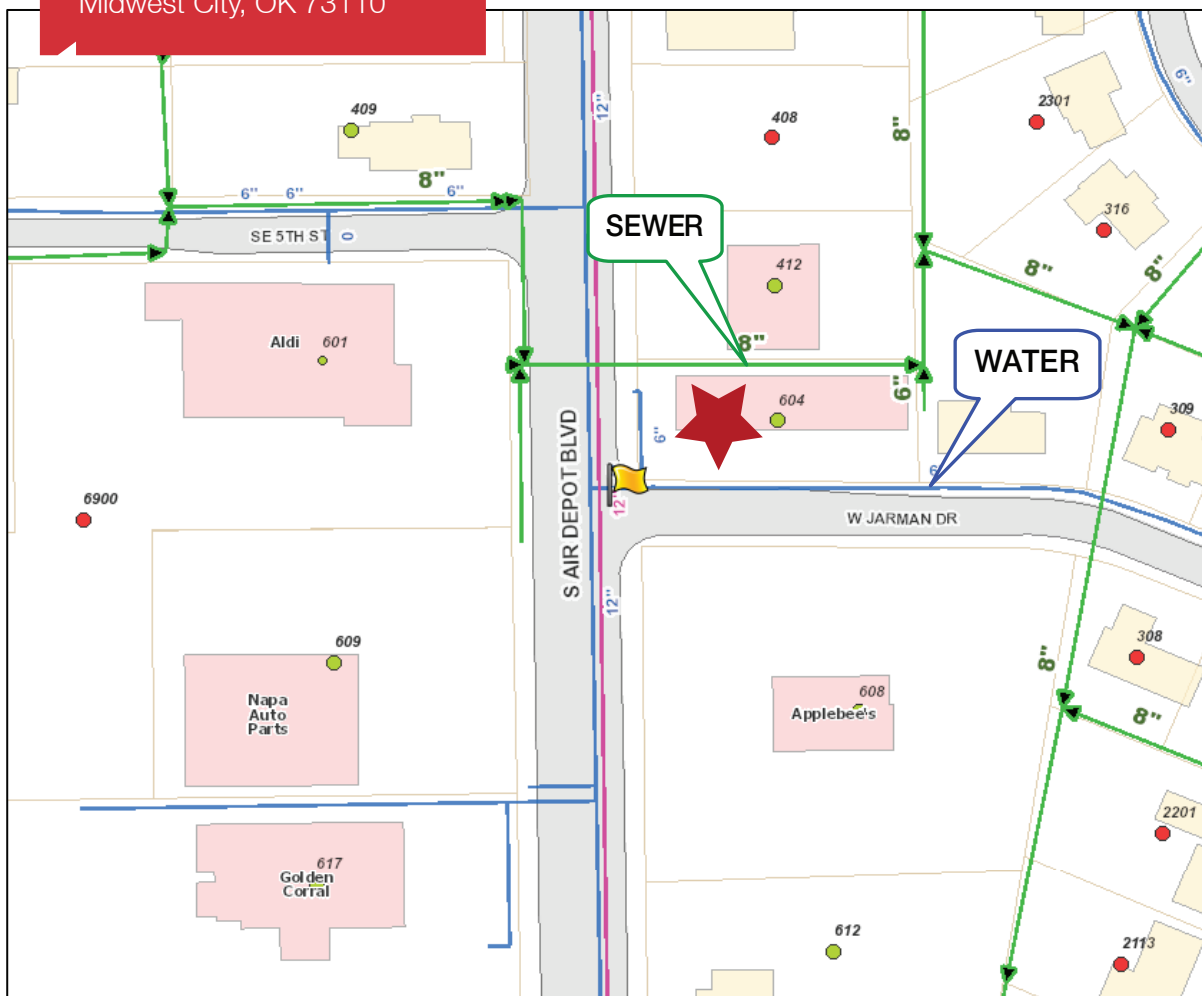 Midwest City, OK 73110
12"
6"
409
408
2301
8"
8"
6" 6" 6"
316
SE 5TH ST
0
SEWER
412
8"
8"
Aldi
601
8"
WATER
6"
604
309
S AIR DEPOT BLVD
6"
6900
12"
W JARMAN DR
12"
609
308
8"
Napa
Auto
Parts
608
Applebee's
8"
2201
617
Golden
Corral
612
2113